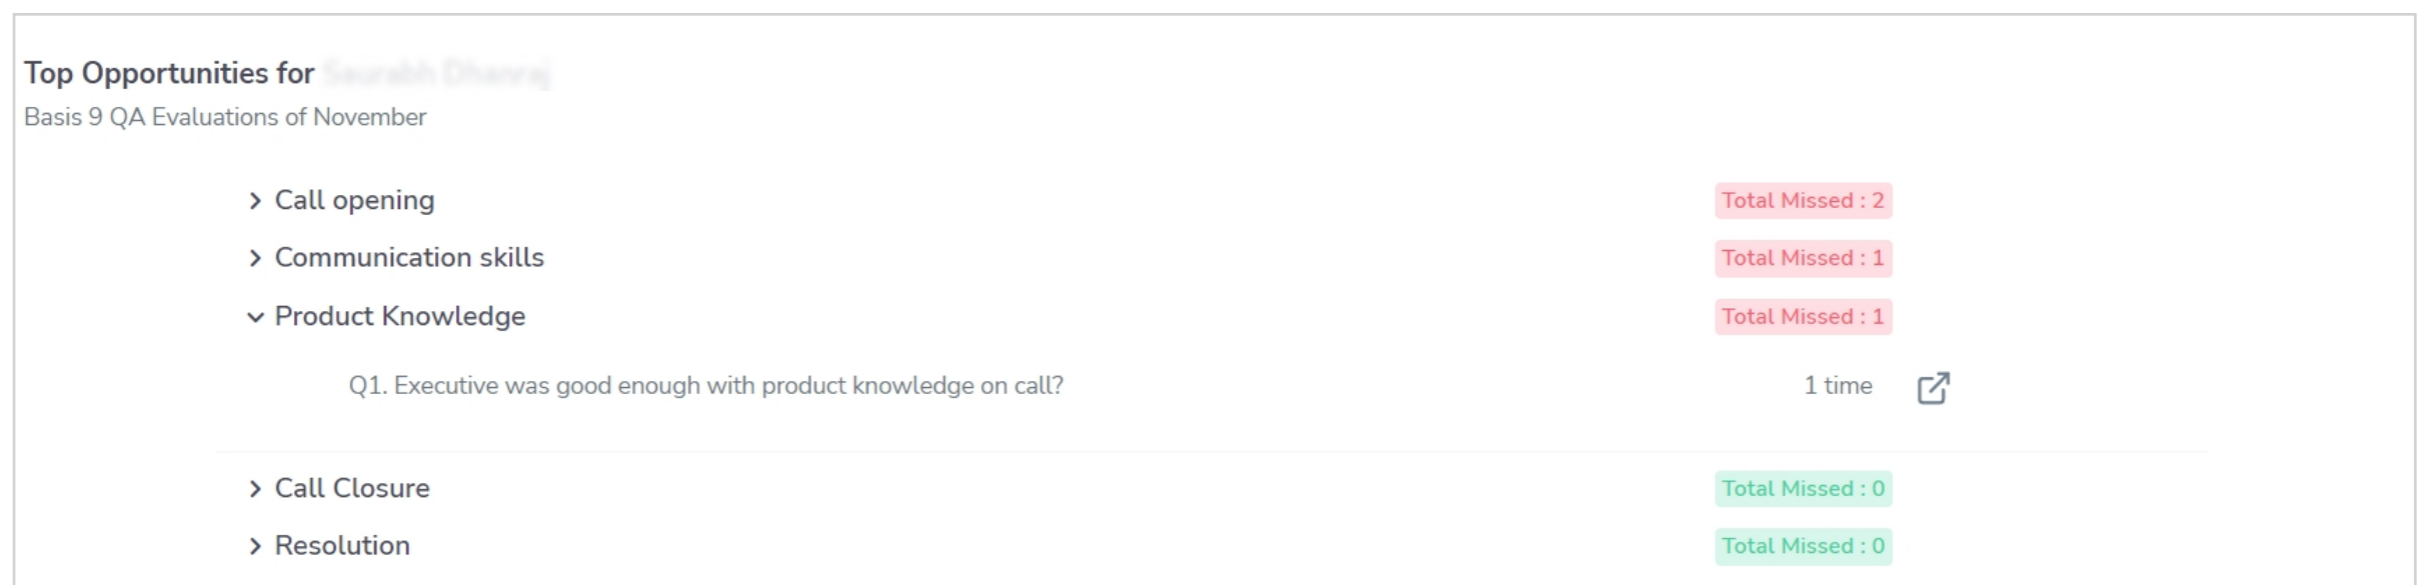 Top Opportunities for
Basis 9 QA Evaluations of November
Call opening Total Missed : 2
Communication skills Total Missed : 1
Product Knowledge Total Missed : 1
Q1. Executive was good enough with product knowledge on call? 1 time
Call Closure Total Missed : 0
Resolution Total Missed : 0